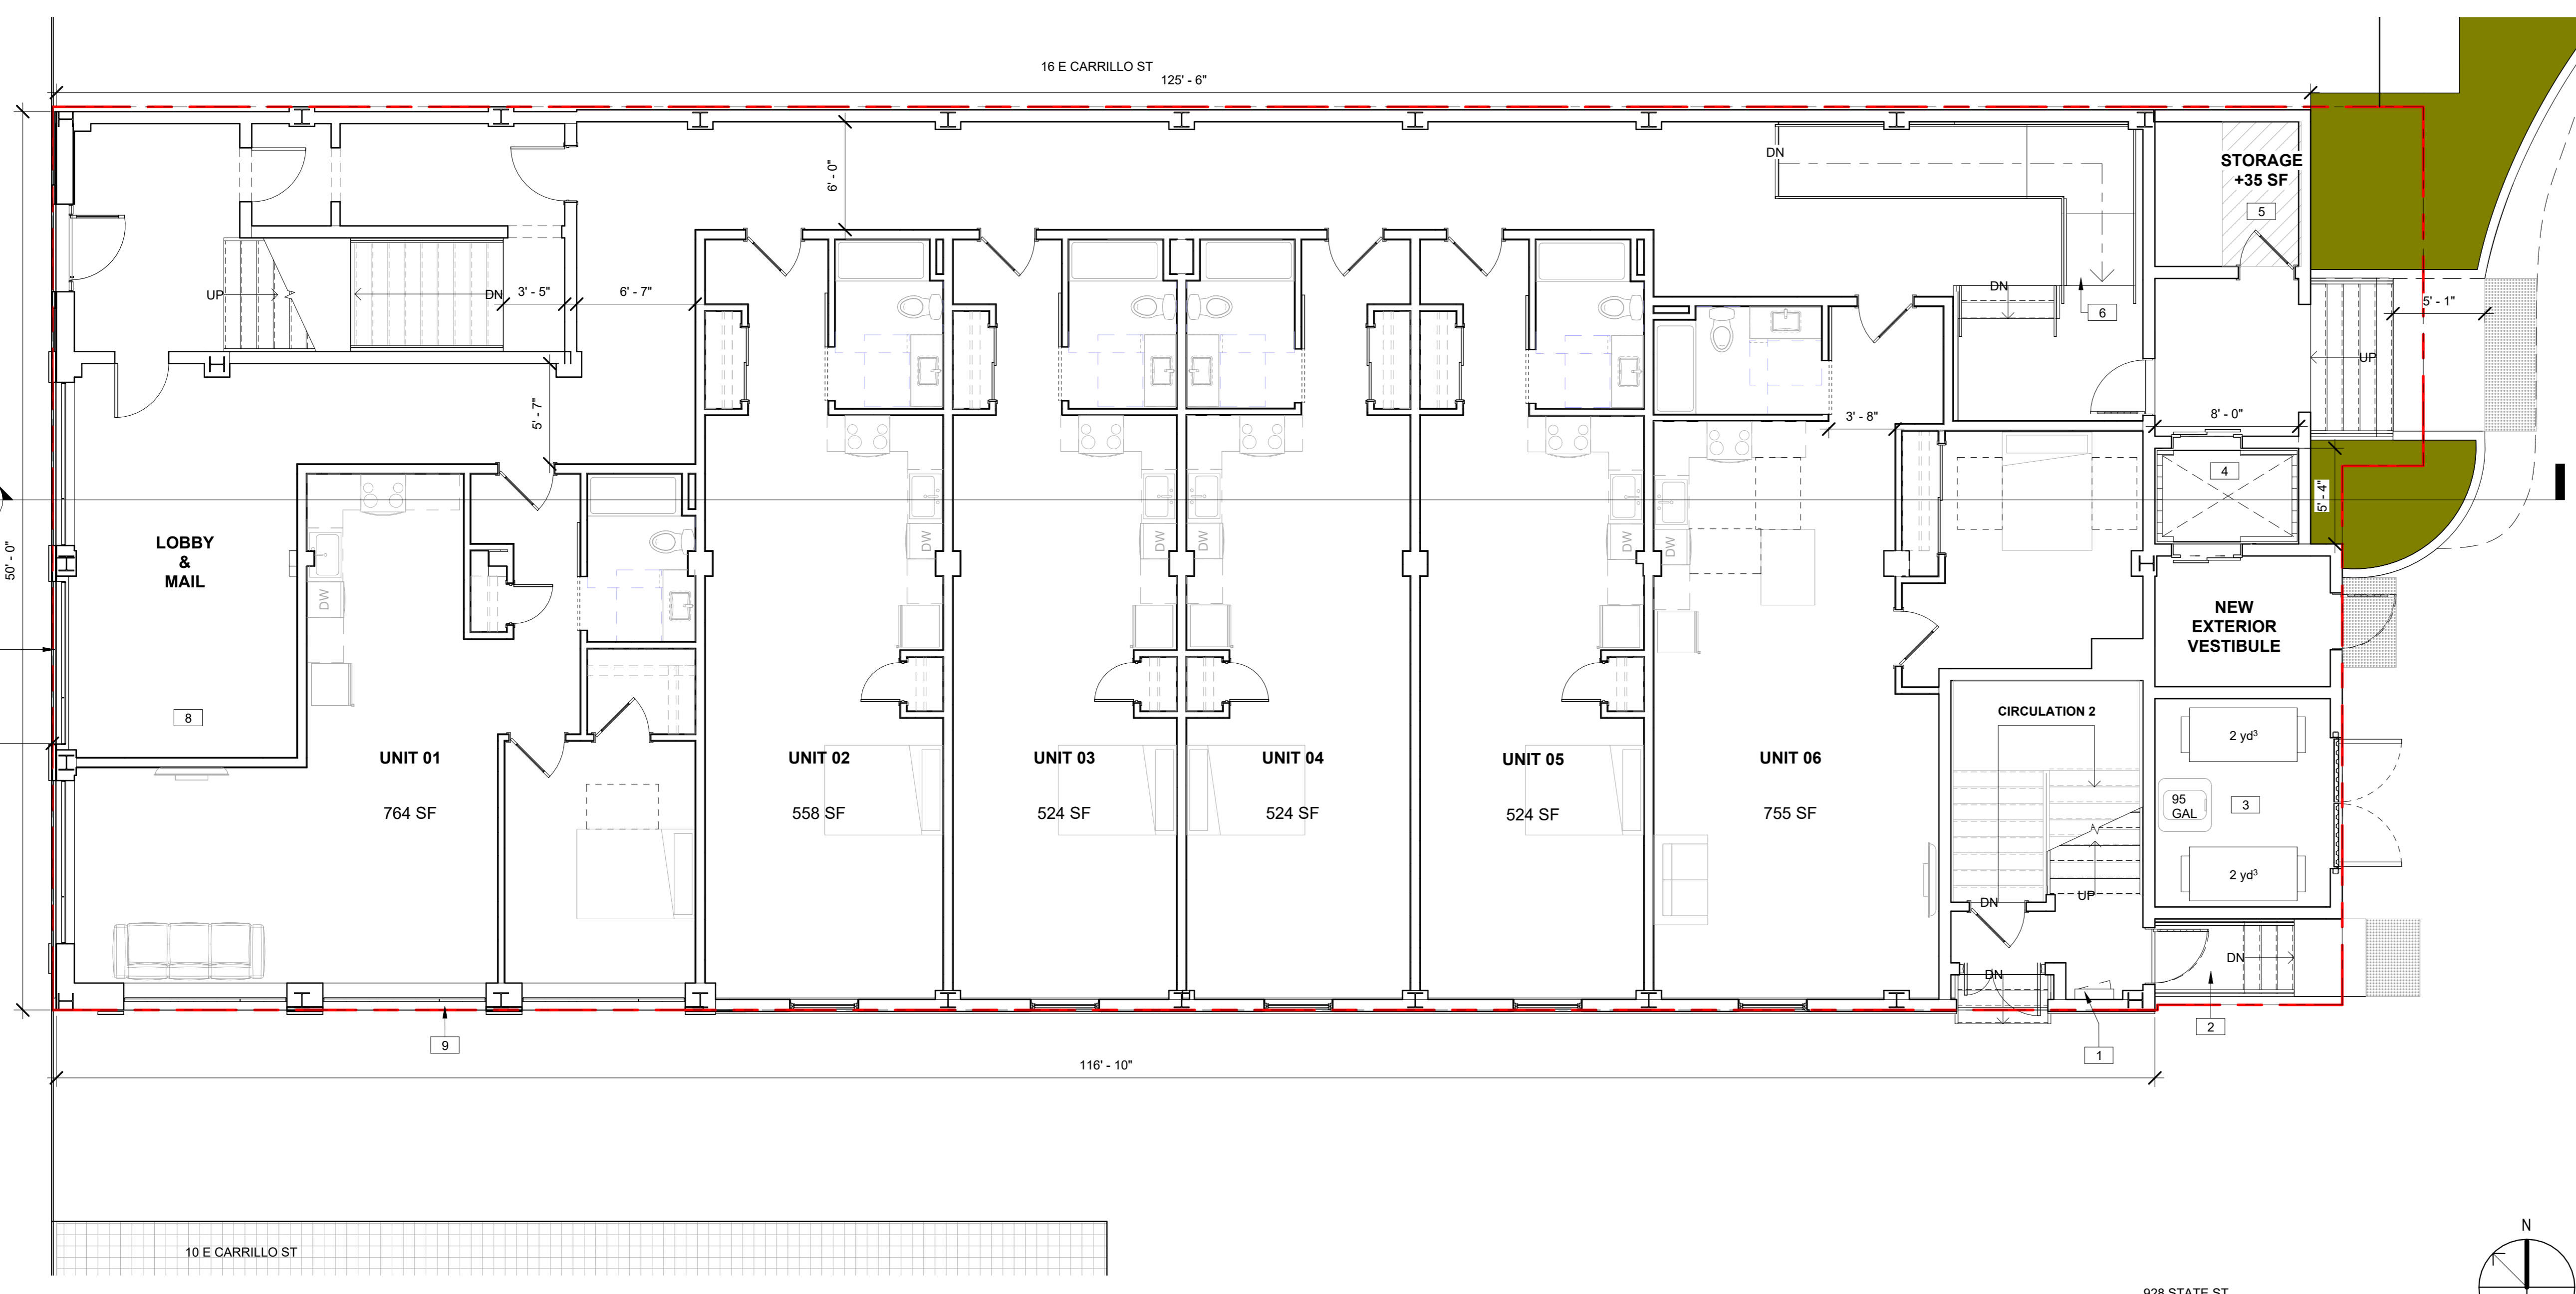 16 E CARRILLO ST
125' - 6"
DN
STORAGE
+35 SF
5
6' - 0"
UP
DN
3' - 5"
6' - 7"
DN
6
5' - 1"
UP
5' - 7"
3' - 8"
8' - 0"
4
5' - 4"
50' - 0"
LOBBY
&
MAIL
DW
DW
DW
DW
DW
DW
NEW
EXTERIOR
VESTIBULE
8
CIRCULATION 2
2 yd³
UNIT 01
UNIT 02
UNIT 03
UNIT 04
UNIT 05
UNIT 06
764 SF
558 SF
524 SF
524 SF
524 SF
755 SF
95
GAL
3
2 yd³
DN
UP
DN
DN
2
9
1
116' - 10"
N
10 E CARRILLO ST
928 STATE ST